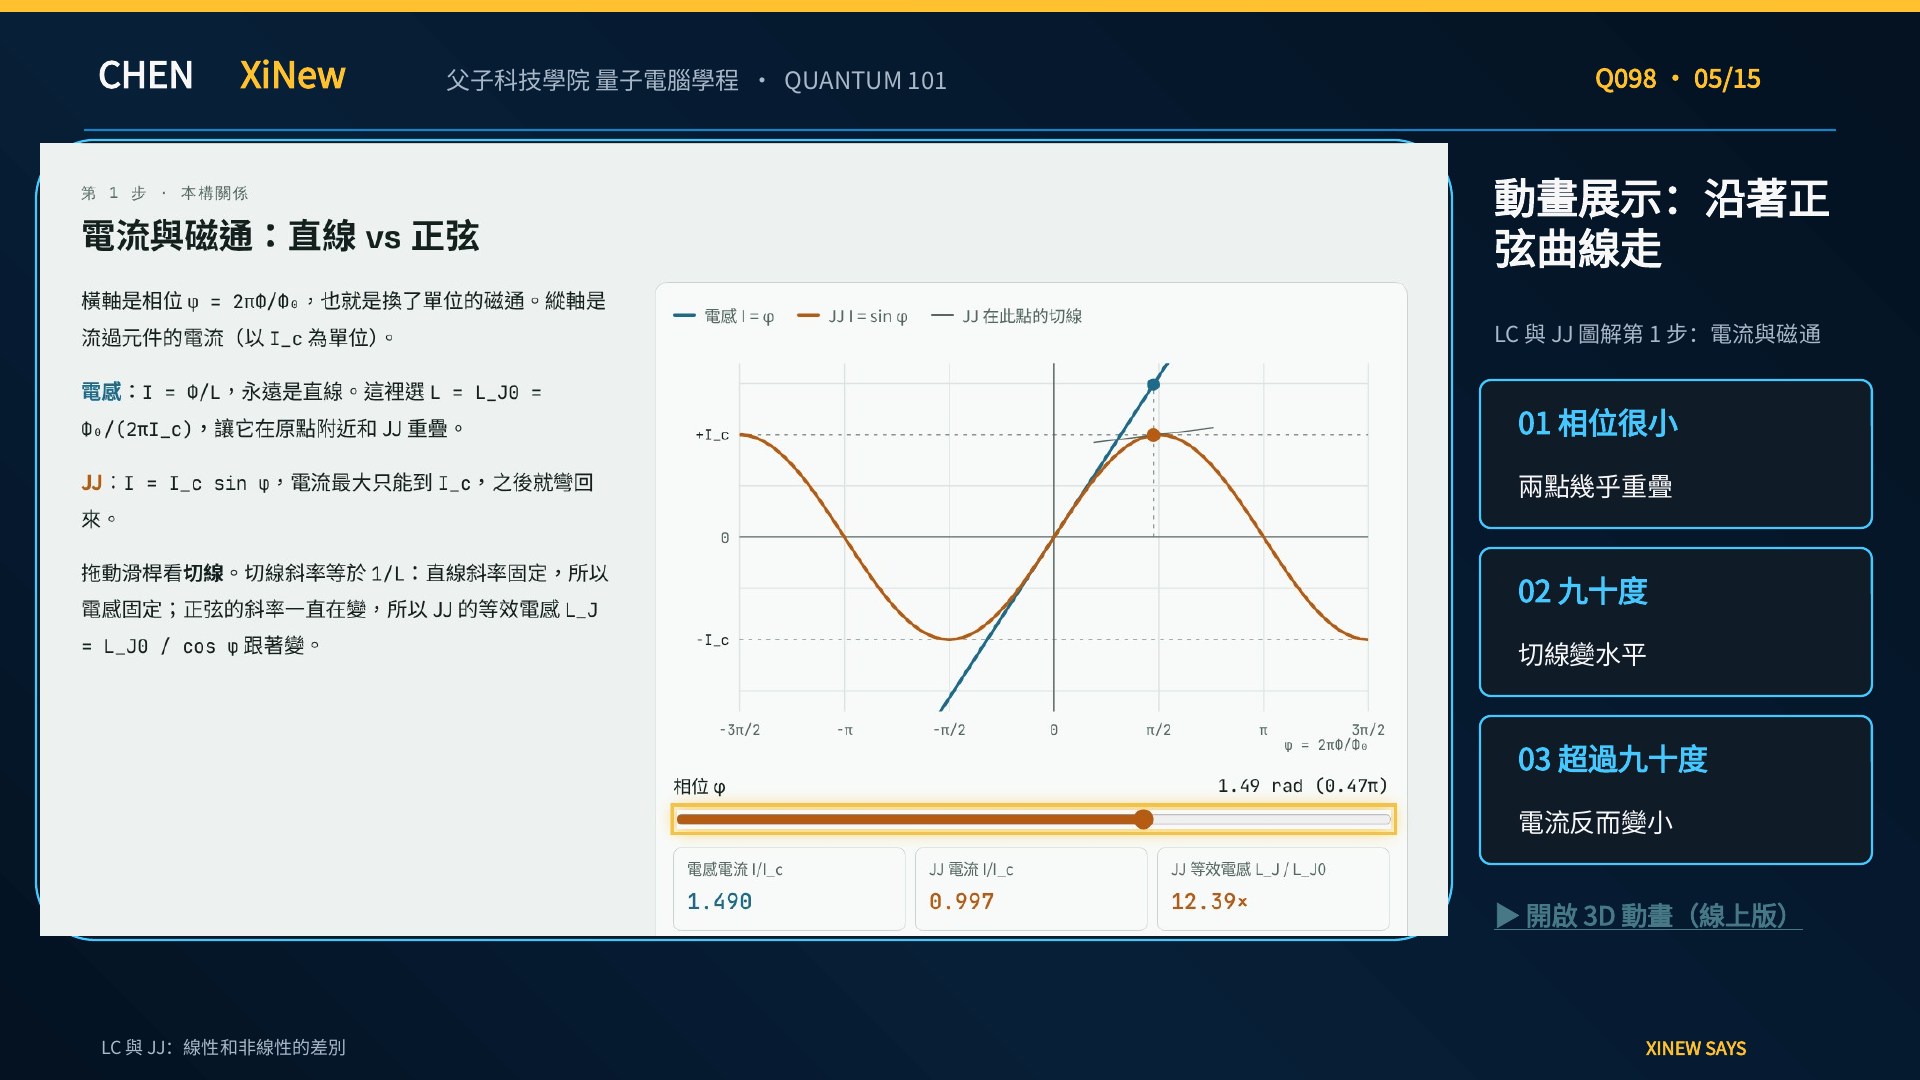 CHEN XiNew 父子科技學院 量子電腦學程 • QUANTUM 101 Q098 • 05/15
第 1 步 · 本構關係
電流與磁通：直線 vs 正弦
橫軸是相位 φ = 2πΦ/Φ₀，也就是換了單位的磁通。縱軸是
流過元件的電流（以 I_c 為單位）。
電感：I = Φ/L，永遠是直線。這裡選 L = L_J0 =
Φ₀/(2πI_c)，讓它在原點附近和 JJ 重疊。
JJ：I = I_c sin φ，電流最大只能到 I_c，之後就彎回
來。
拖動滑桿看切線。切線斜率等於 1/L：直線斜率固定，所以
電感固定；正弦的斜率一直在變，所以 JJ 的等效電感 L_J
= L_J0 / cos φ 跟著變。
電感 I = φ JJ I = sin φ JJ 在此點的切線
+I_c
0
-I_c
-3π/2 -π -π/2 0 π/2 π 3π/2
φ = 2πΦ/Φ₀
相位 φ 1.49 rad (0.47π)
電感電流 I/I_c JJ 電流 I/I_c JJ 等效電感 L_J / L_J0
1.490 0.997 12.39×
動畫展示：沿著正
弦曲線走
LC 與 JJ 圖解第 1 步：電流與磁通
01 相位很小
兩點幾乎重疊
02 九十度
切線變水平
03 超過九十度
電流反而變小
▶ 開啟 3D 動畫（線上版）
LC 與 JJ：線性和非線性的差別
XINEW SAYS